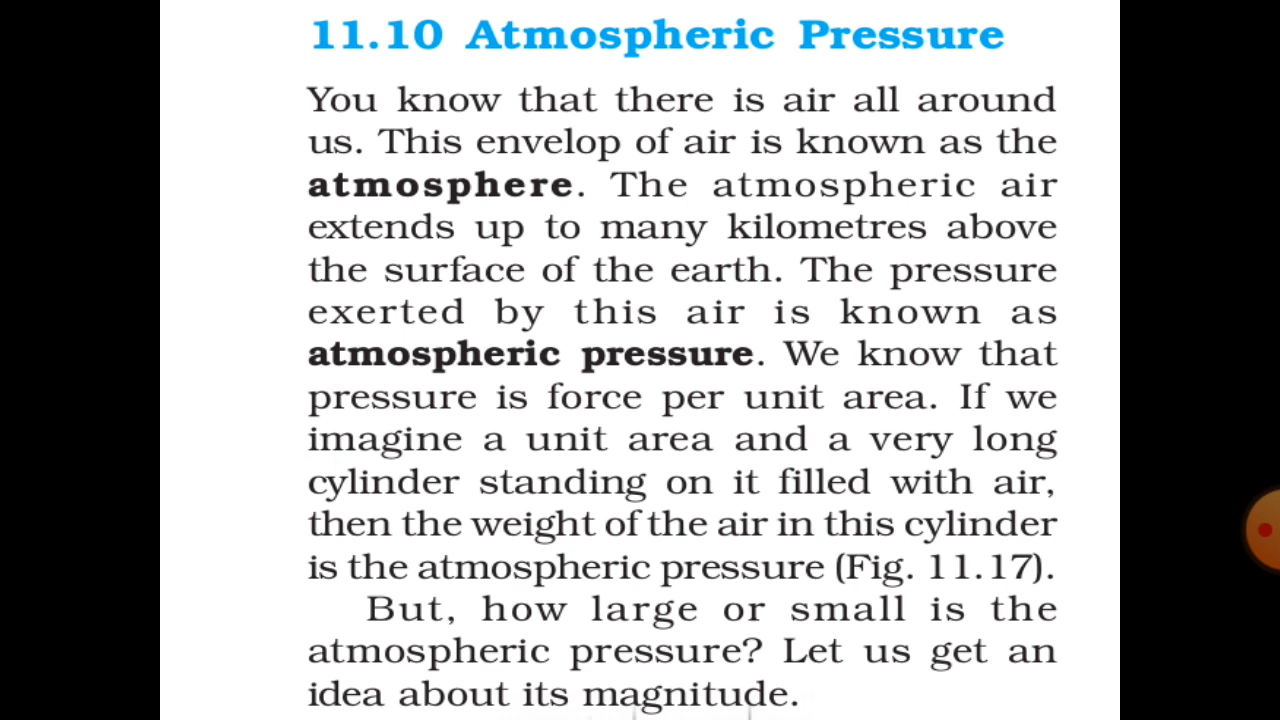 11.10 Atmospheric Pressure
You know that there is air all around
us. This envelop of air is known as the
atmosphere. The atmospheric air
extends up to many kilometres above
the surface of the earth. The pressure
exerted by this air is known as
atmospheric pressure. We know that
pressure is force per unit area. If we
imagine a unit area and a very long
cylinder standing on it filled with air,
then the weight of the air in this cylinder
is the atmospheric pressure (Fig. 11.17).
But, how large or small is the
atmospheric pressure? Let us get an
idea about its magnitude.